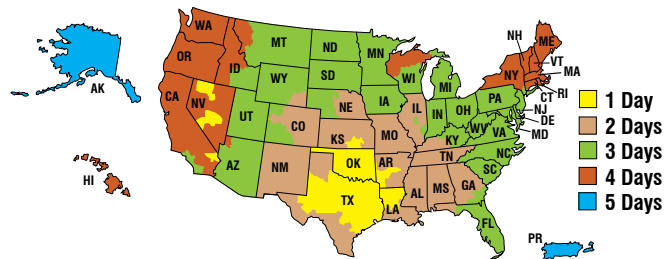 WA
NH
ME
MT
ND
MN
OR
ID
VT
WY
SD
WI
NY
MA
AK
MI
RI
CT
CA
NV
NE
IA
PA
NJ
UT
CO
IL
IN
OH
DE
WV
VA
MD
KS
MO
KY
AZ
NM
OK
AR
TN
NC
SC
HI
TX
LA
AL
MS
GA
FL
PR
1 Day
2 Days
3 Days
4 Days
5 Days